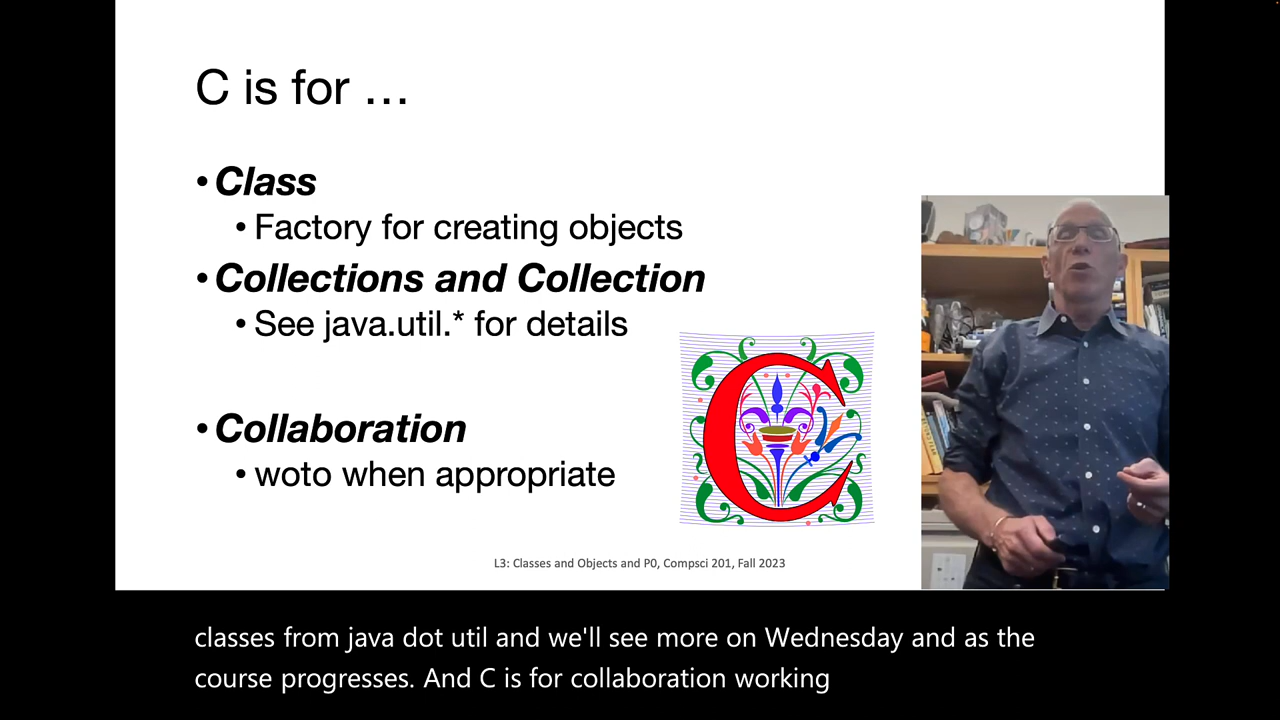 C is for …
• Class
• Factory for creating objects
• Collections and Collection
• See java.util.* for details
• Collaboration
• woto when appropriate
L3: Classes and Objects and P0, Compsci 201, Fall 2023
classes from java dot util and we'll see more on Wednesday and as the
course progresses. And C is for collaboration working